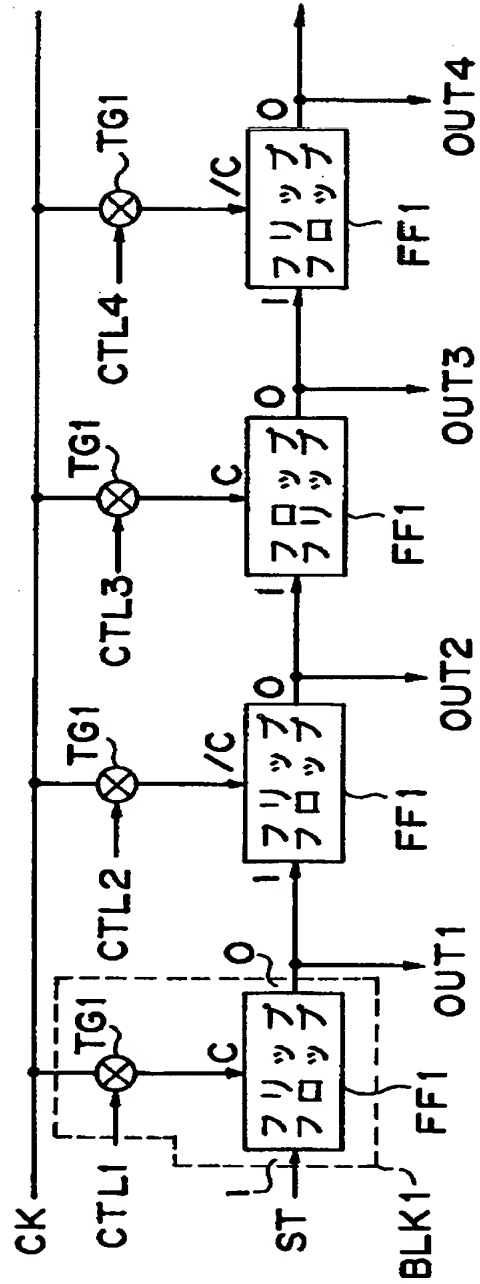 CK
CTL1
TG1
CTL2
TG1
CTL3
TG1
CTL4
TG1
C
/C
C
/C
ST
I
フリップ
フロップ
O
I
フリップ
フロップ
O
I
フロップ
フリップ
O
I
フリップ
フロップ
O
FF1
FF1
FF1
FF1
BLK1
OUT1
OUT2
OUT3
OUT4